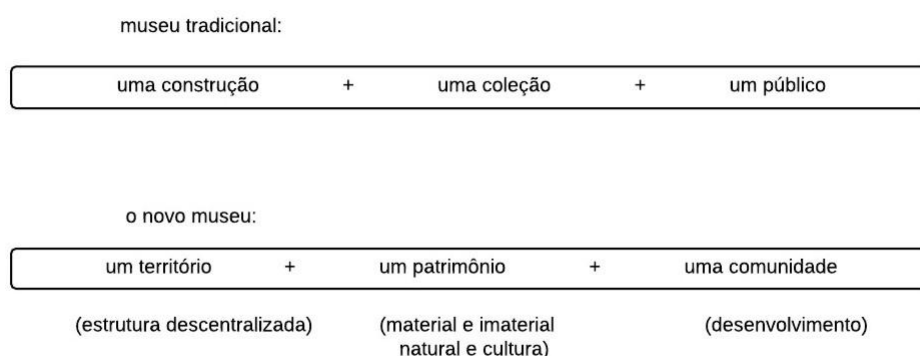 museu tradicional:
uma construção + uma coleção + um público
o novo museu:
um território + um patrimônio + uma comunidade
(estrutura descentralizada) (material e imaterial (desenvolvimento)
natural e cultura)